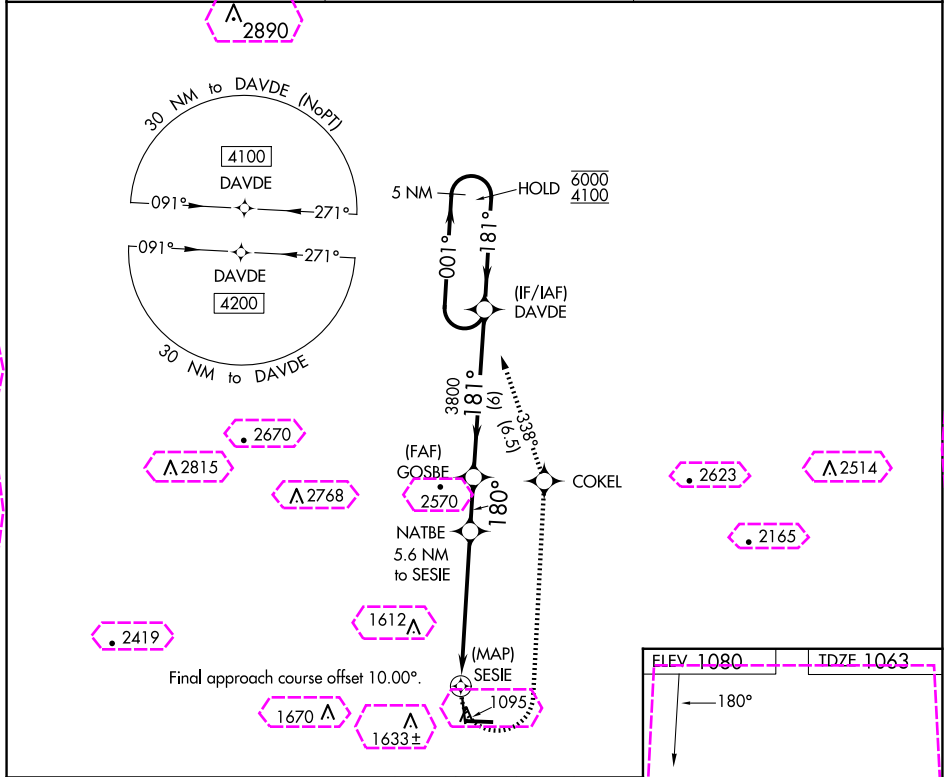 2890
30 NM to DAVDE (NoPT)
4100
DAVDE
091°
271°
091°
271°
DAVDE
4200
30 NM to DAVDE
5 NM
HOLD
6000
4100
001°
181°
(IF/IAF)
DAVDE
3800
181°
(6)
338°
(6.5)
2670
2815
2768
(FAF)
GOSBE
2570
180°
COKEL
2623
2514
2165
NATBE
5.6 NM
to SESIE
2419
1612
(MAP)
SESIE
Final approach course offset 10.00°.
1670
1633±
1095
ELEV 1080
TDZE 1063
180°